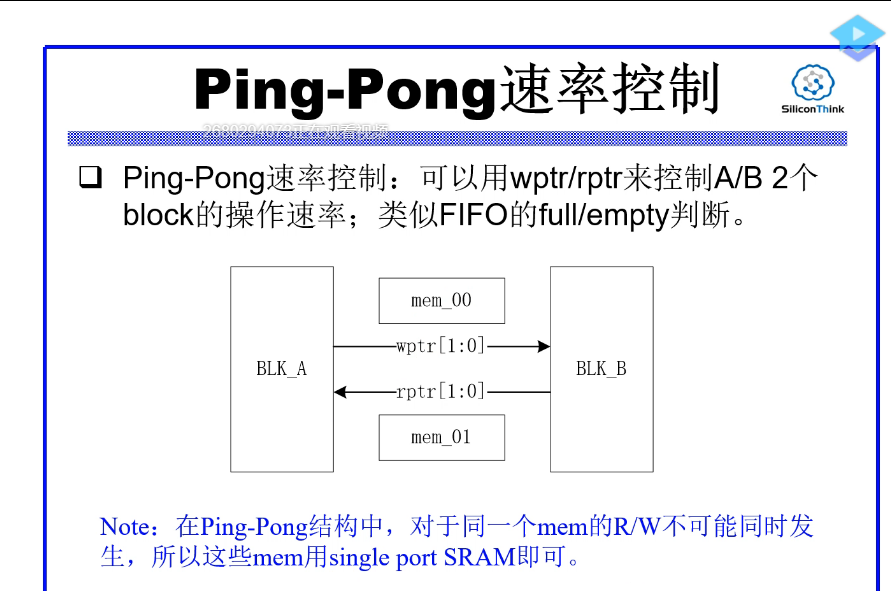 Ping-Pong速率控制
SiliconThink
2680294073正在观看视频
Ping-Pong速率控制：可以用wptr/rptr来控制A/B 2个
block的操作速率；类似FIFO的full/empty判断。
mem_00
wptr[1:0]
BLK_A
BLK_B
rptr[1:0]
mem_01
Note：在Ping-Pong结构中，对于同一个mem的R/W不可能同时发
生，所以这些mem用single port SRAM即可。